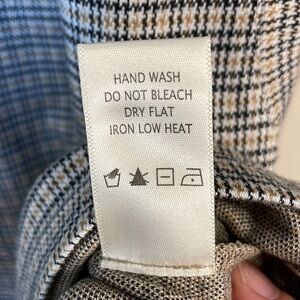 HAND WASH
DO NOT BLEACH
DRY FLAT
IRON LOW HEAT